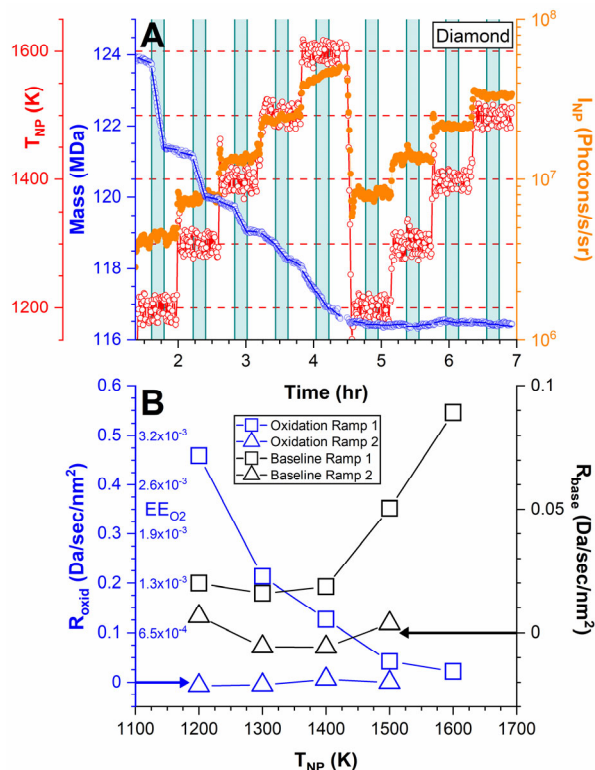 A
Diamond
T_NP (K)
1600
1400
1200
Mass (MDa)
124
122
120
118
116
I_NP (Photons/s/sr)
10^8
10^7
10^6
2 3 4 5 6 7
Time (hr)
B
Oxidation Ramp 1
Oxidation Ramp 2
Baseline Ramp 1
Baseline Ramp 2
R_oxid (Da/sec/nm^2)
0.6
0.5
0.4
0.3
0.2
0.1
0
3.2x10^-3
2.6x10^-3
EE_O2
1.9x10^-3
1.3x10^-3
6.5x10^-4
R_base (Da/sec/nm^2)
0.1
0.05
0
1100 1200 1300 1400 1500 1600 1700
T_NP (K)